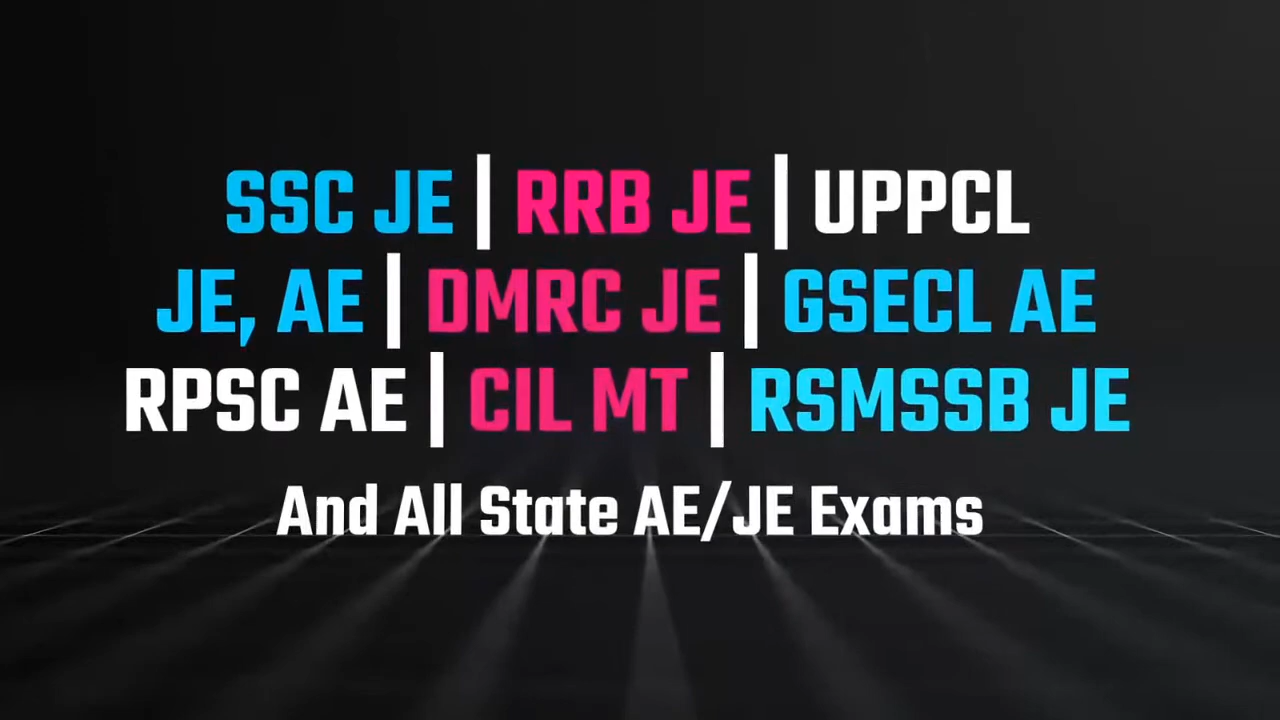 SSC JE | RRB JE | UPPCL
JE, AE | DMRC JE | GSECL AE
RPSC AE | CIL MT | RSMSSB JE
And All State AE/JE Exams